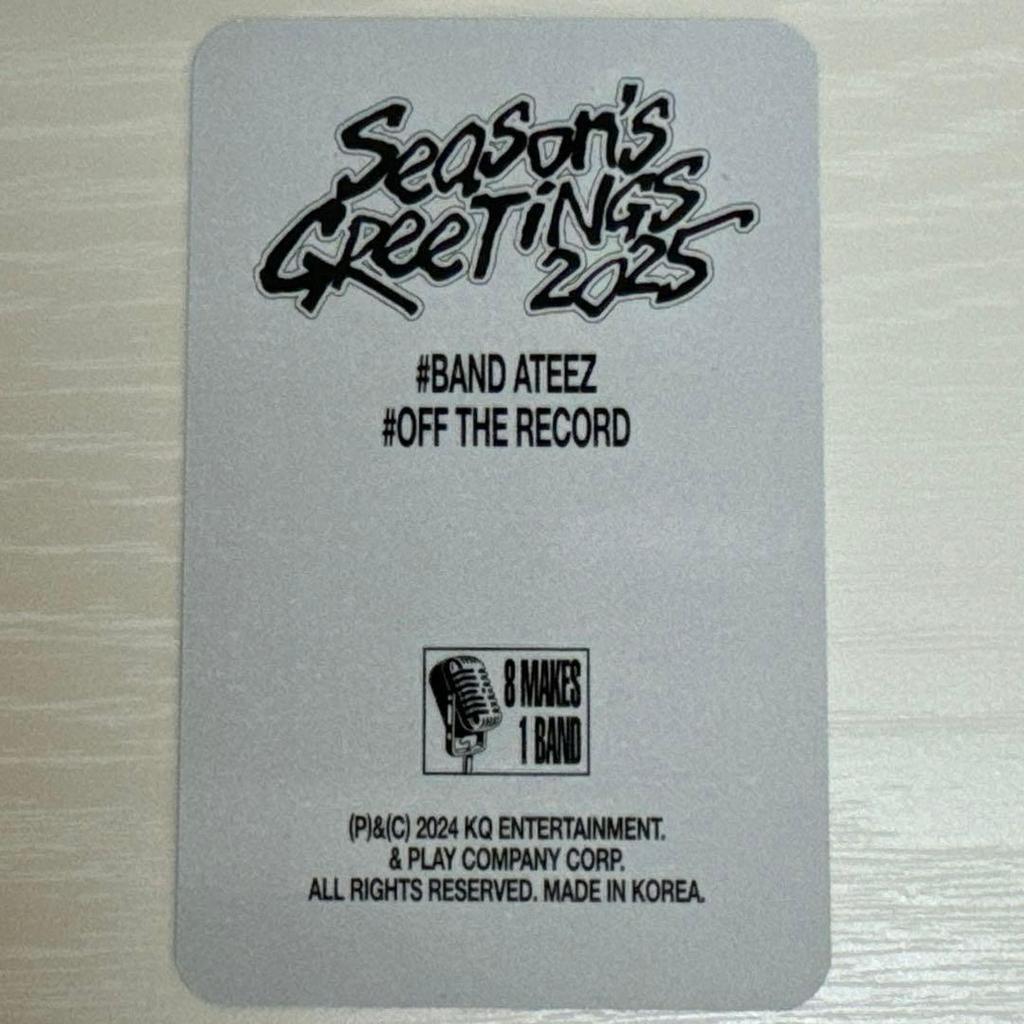 Season's
GReeTiNGS
2025
#BAND ATEEZ
#OFF THE RECORD
8 MAKES
1 BAND
(P)&(C) 2024 KQ ENTERTAINMENT.
& PLAY COMPANY CORP.
ALL RIGHTS RESERVED. MADE IN KOREA.